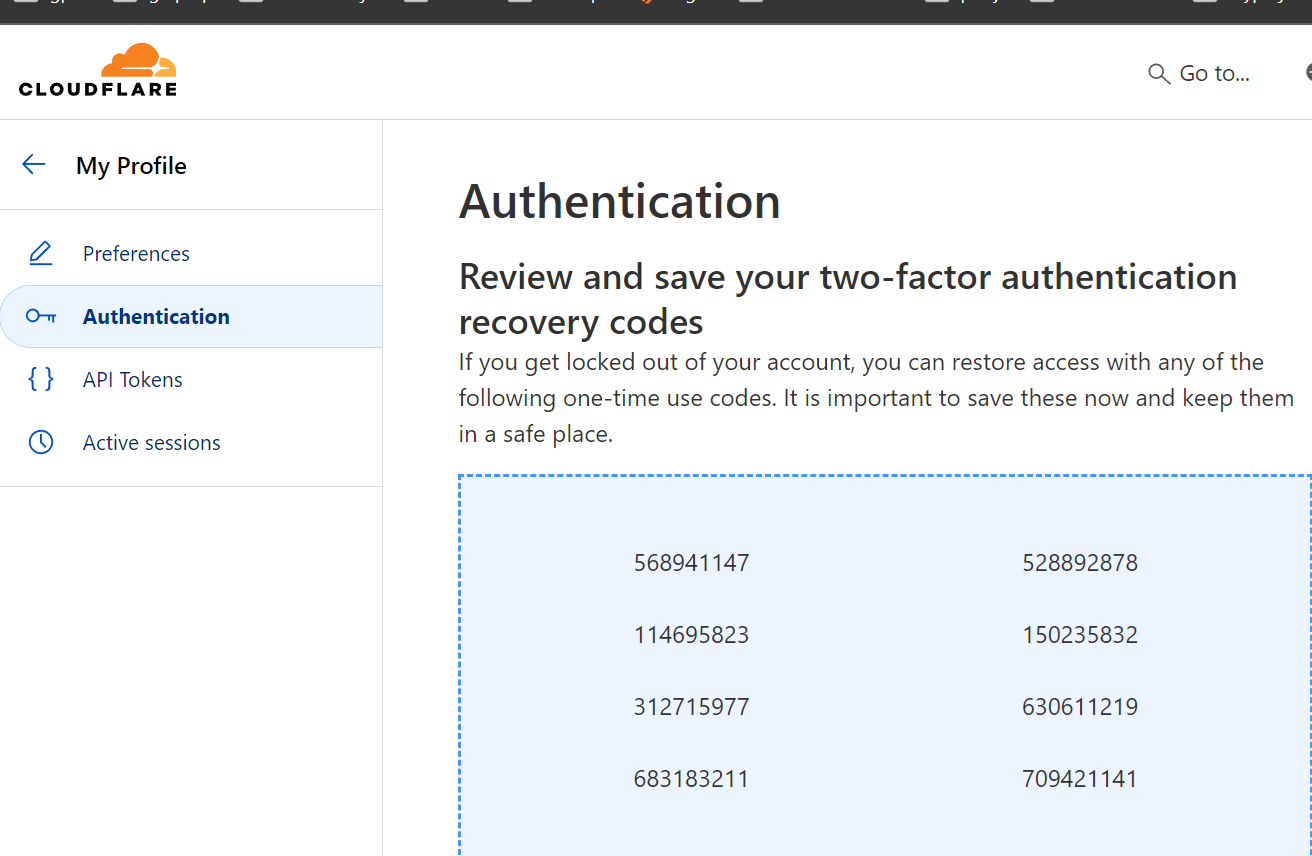 CLOUDFLARE
Go to...
My Profile
Preferences
Authentication
API Tokens
Active sessions
Authentication
Review and save your two-factor authentication
recovery codes
If you get locked out of your account, you can restore access with any of the
following one-time use codes. It is important to save these now and keep them
in a safe place.
568941147 528892878
114695823 150235832
312715977 630611219
683183211 709421141